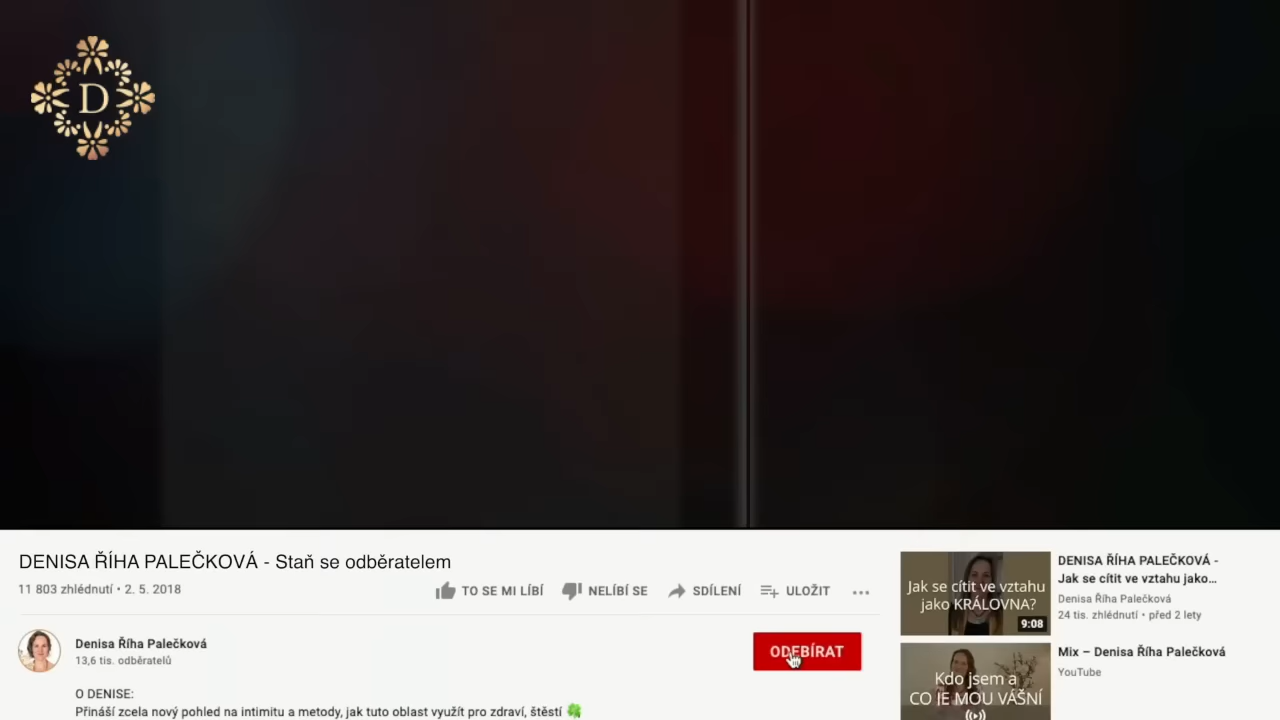 D
DENISA ŘÍHA PALEČKOVÁ - Staň se odběratelem
11 803 zhlédnutí • 2. 5. 2018
TO SE MI LÍBÍ
NELÍBÍ SE
SDÍLENÍ
ULOŽIT
Denisa Říha Palečková
13,6 tis. odběratelů
ODEBÍRAT
O DENISE:
Přináší zcela nový pohled na intimitu a metody, jak tuto oblast využít pro zdraví, štěstí 🍀
Jak se cítit ve vztahu
jako KRÁLOVNA?
9:08
DENISA ŘÍHA PALEČKOVÁ -
Jak se cítit ve vztahu jako...
Denisa Říha Palečková
24 tis. zhlédnutí • před 2 lety
Kdo jsem a
CO JE MOU VÁŠNÍ
Mix – Denisa Říha Palečková
YouTube